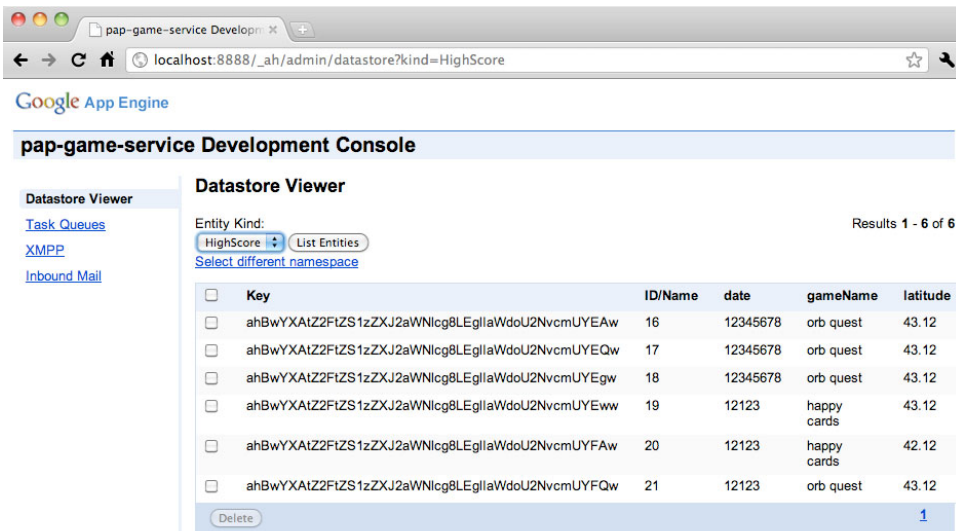 pap-game-service Developm
localhost:8888/_ah/admin/datastore?kind=HighScore
Google App Engine
pap-game-service Development Console
Datastore Viewer
Task Queues
XMPP
Inbound Mail
Datastore Viewer
Entity Kind:
Results 1 - 6 of 6
HighScore List Entities
Select different namespace
Key ID/Name date gameName latitude
ahBwYXAtZ2FtZS1zZXJ2aWNlcg8LEglIaWdoU2NvcmUYEAw 16 12345678 orb quest 43.12
ahBwYXAtZ2FtZS1zZXJ2aWNlcg8LEglIaWdoU2NvcmUYEQw 17 12345678 orb quest 43.12
ahBwYXAtZ2FtZS1zZXJ2aWNlcg8LEglIaWdoU2NvcmUYEgw 18 12345678 orb quest 43.12
ahBwYXAtZ2FtZS1zZXJ2aWNlcg8LEglIaWdoU2NvcmUYEww 19 12123 happy cards 43.12
ahBwYXAtZ2FtZS1zZXJ2aWNlcg8LEglIaWdoU2NvcmUYFAw 20 12123 happy cards 42.12
ahBwYXAtZ2FtZS1zZXJ2aWNlcg8LEglIaWdoU2NvcmUYFQw 21 12123 orb quest 43.12
Delete 1